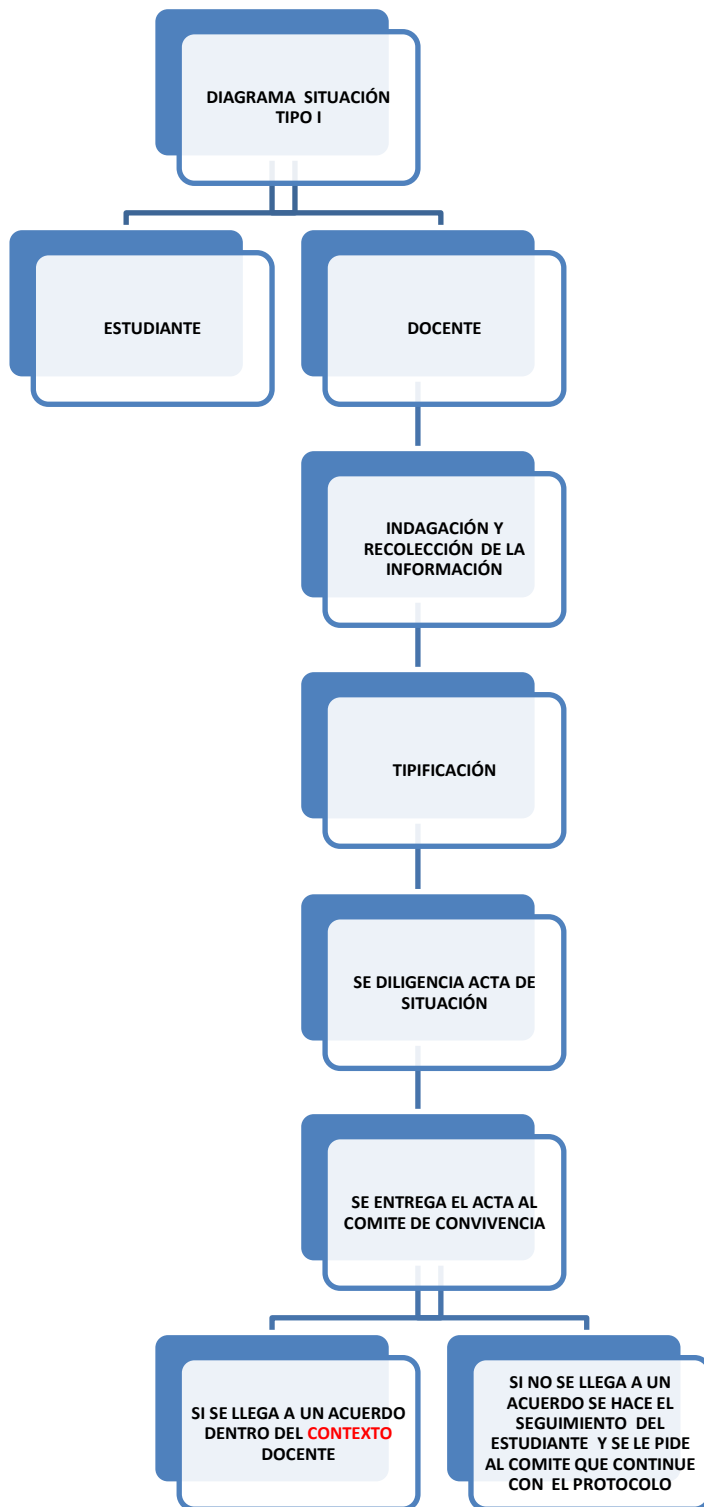 DIAGRAMA SITUACIÓN
TIPO I
ESTUDIANTE
DOCENTE
INDAGACIÓN Y
RECOLECCIÓN DE LA
INFORMACIÓN
TIPIFICACIÓN
SE DILIGENCIA ACTA DE
SITUACIÓN
SE ENTREGA EL ACTA AL
COMITE DE CONVIVENCIA
SI SE LLEGA A UN ACUERDO
DENTRO DEL CONTEXTO
DOCENTE
SI NO SE LLEGA A UN
ACUERDO SE HACE EL
SEGUIMIENTO DEL
ESTUDIANTE Y SE LE PIDE
AL COMITE QUE CONTINUE
CON EL PROTOCOLO